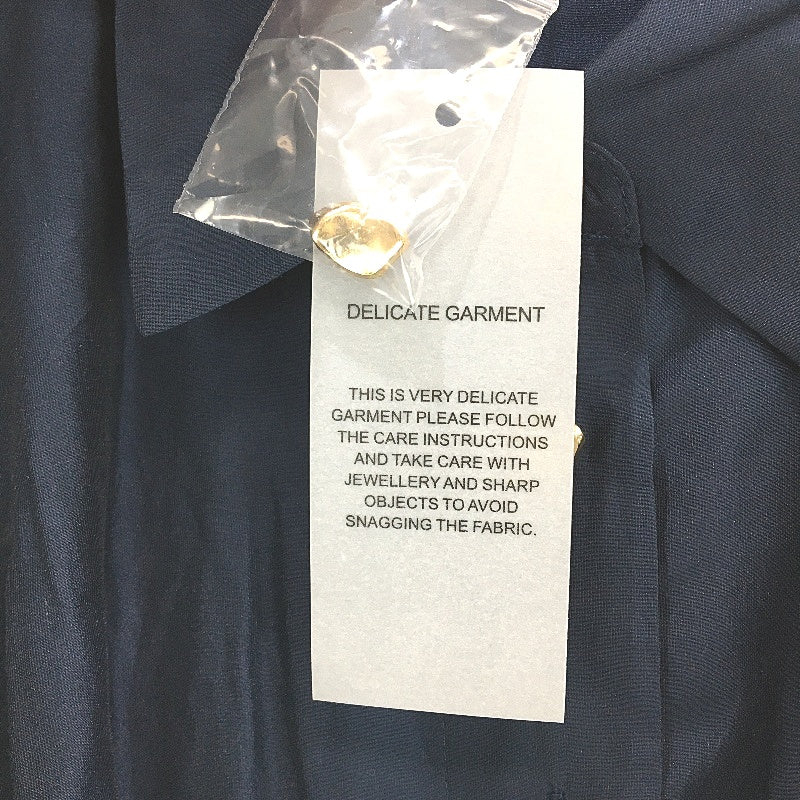 DELICATE GARMENT
THIS IS VERY DELICATE
GARMENT PLEASE FOLLOW
THE CARE INSTRUCTIONS
AND TAKE CARE WITH
JEWELLERY AND SHARP
OBJECTS TO AVOID
SNAGGING THE FABRIC.